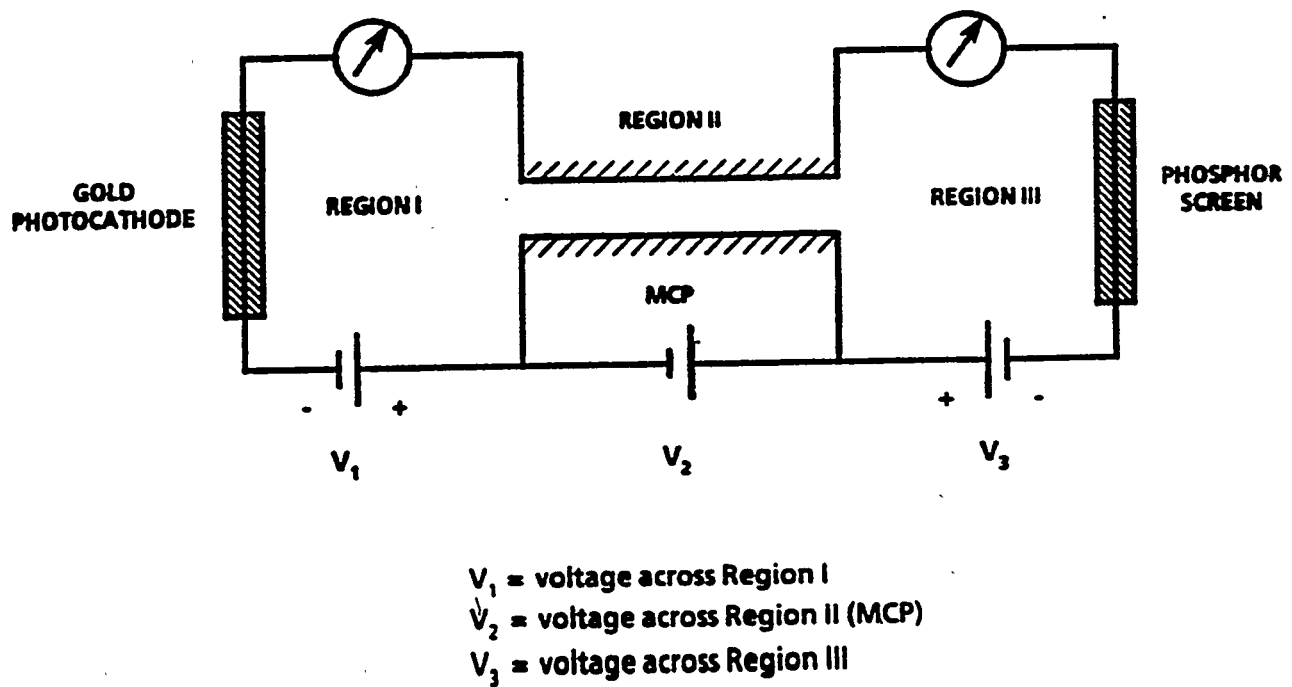 REGION II
GOLD
PHOTOCATHODE
REGION I
REGION III
PHOSPHOR
SCREEN
MCP
- +
+ -
V₁
V₂
V₃
V₁ = voltage across Region I
V₂ = voltage across Region II (MCP)
V₃ = voltage across Region III